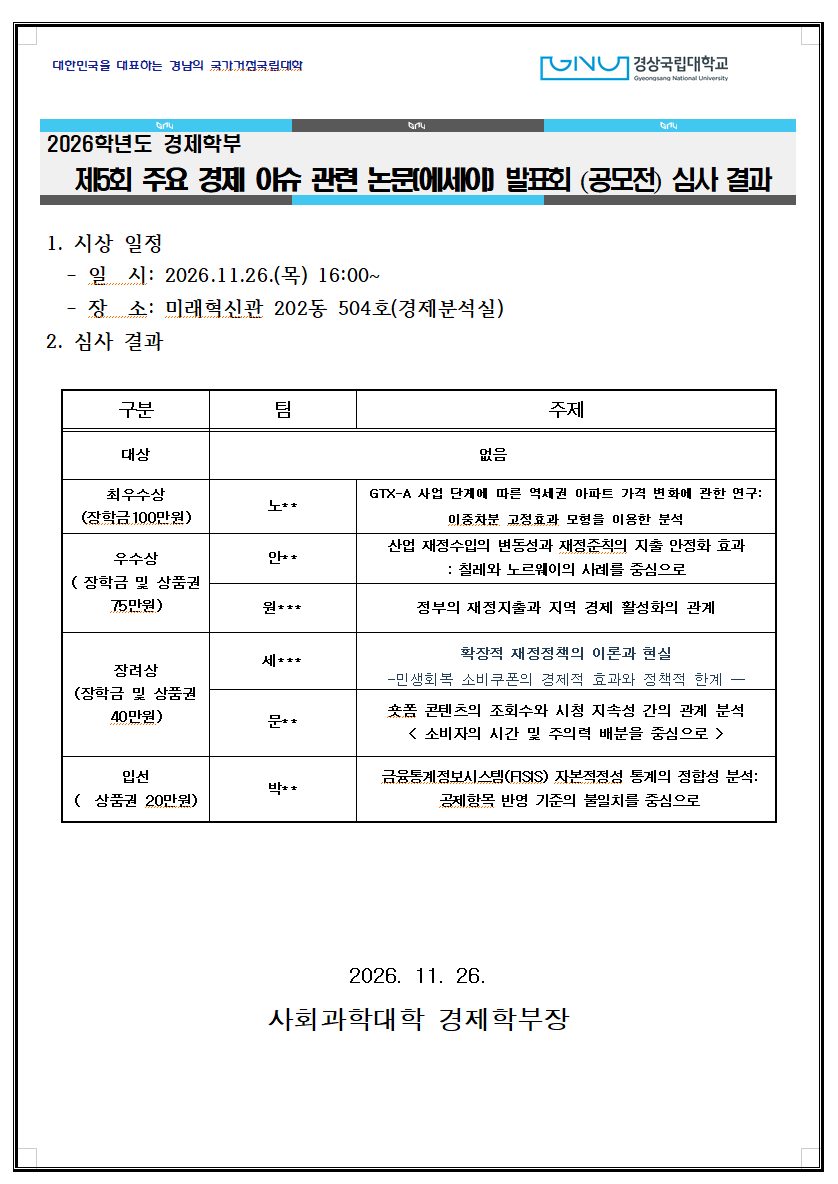 대한민국을 대표하는 경남의 국가거점국립대학
GNU 경상국립대학교
Gyeongsang National University
GNU GNU GNU
2026학년도 경제학부
제5회 주요 경제 이슈 관련 논문(에세이) 발표회 (공모전) 심사 결과
1. 시상 일정
- 일 시: 2026.11.26.(목) 16:00~
- 장 소: 미래혁신관 202동 504호(경제분석실)
2. 심사 결과
구분 팀 주제
대상 없음
최우수상
(장학금100만원)
노**
GTX-A 사업 단계에 따른 역세권 아파트 가격 변화에 관한 연구:
이중차분 고정효과 모형을 이용한 분석
우수상
( 장학금 및 상품권
75만원)
안**
산업 재정수입의 변동성과 재정준칙의 지출 안정화 효과
: 칠레와 노르웨이의 사례를 중심으로
원***
정부의 재정지출과 지역 경제 활성화의 관계
장려상
(장학금 및 상품권
40만원)
세***
확장적 재정정책의 이론과 현실
-민생회복 소비쿠폰의 경제적 효과와 정책적 한계 —
문**
숏폼 콘텐츠의 조회수와 시청 지속성 간의 관계 분석
< 소비자의 시간 및 주의력 배분을 중심으로 >
입선
( 상품권 20만원)
박**
금융통계정보시스템(FISIS) 자본적정성 통계의 정합성 분석:
공제항목 반영 기준의 불일치를 중심으로
2026. 11. 26.
사회과학대학 경제학부장